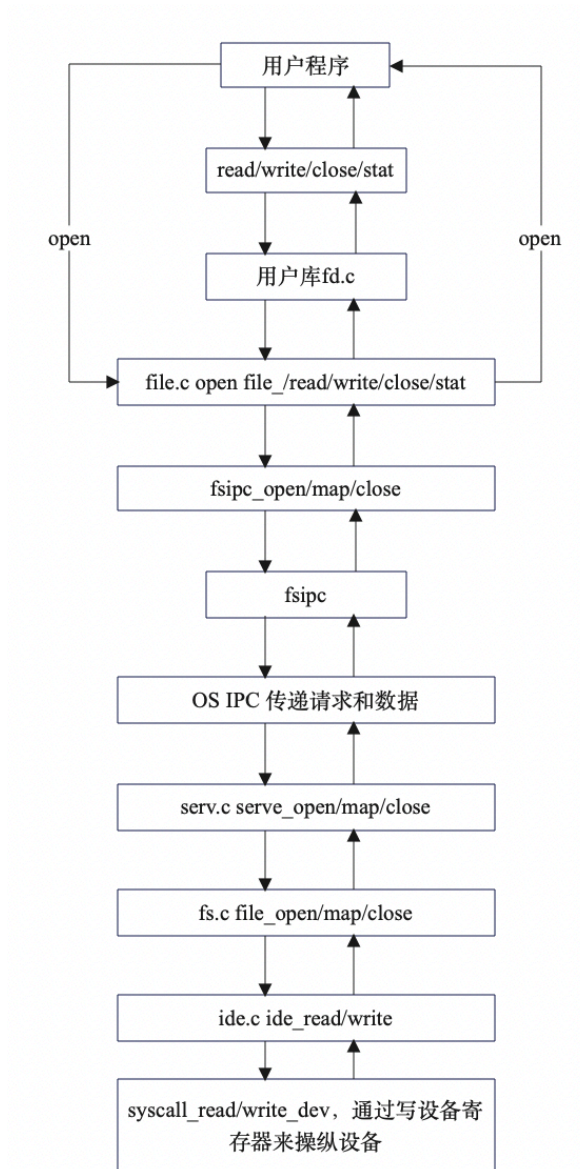 用户程序
read/write/close/stat
open
open
用户库fd.c
file.c open file_/read/write/close/stat
fsipc_open/map/close
fsipc
OS IPC 传递请求和数据
serv.c serve_open/map/close
fs.c file_open/map/close
ide.c ide_read/write
syscall_read/write_dev，通过写设备寄
存器来操纵设备